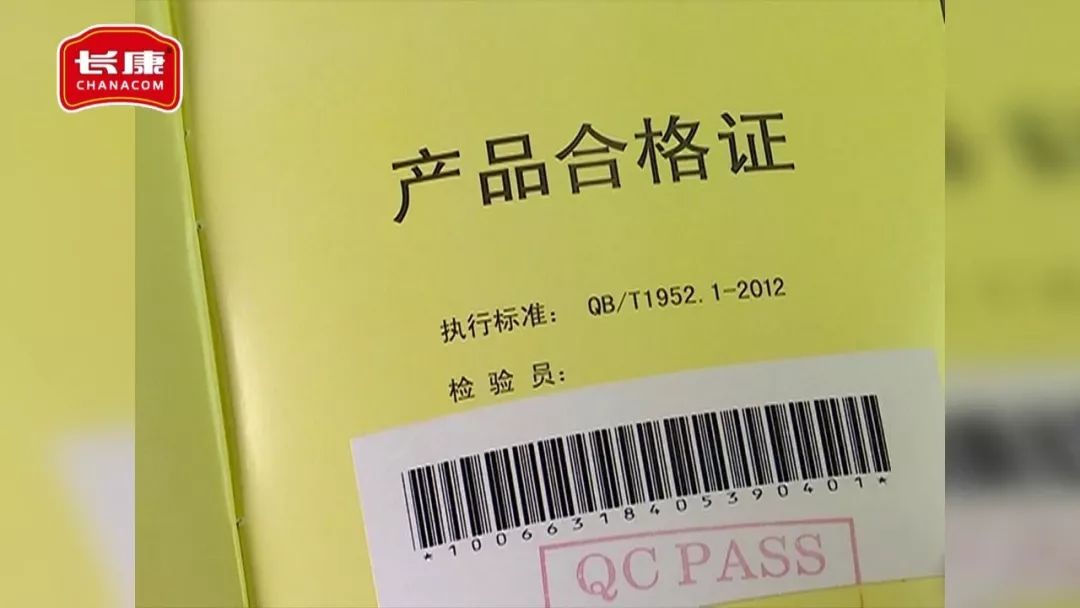 长康
CHANACOM
产品合格证
执行标准: QB/T1952.1-2012
检验员:
*10066318405390401*
QC PASS